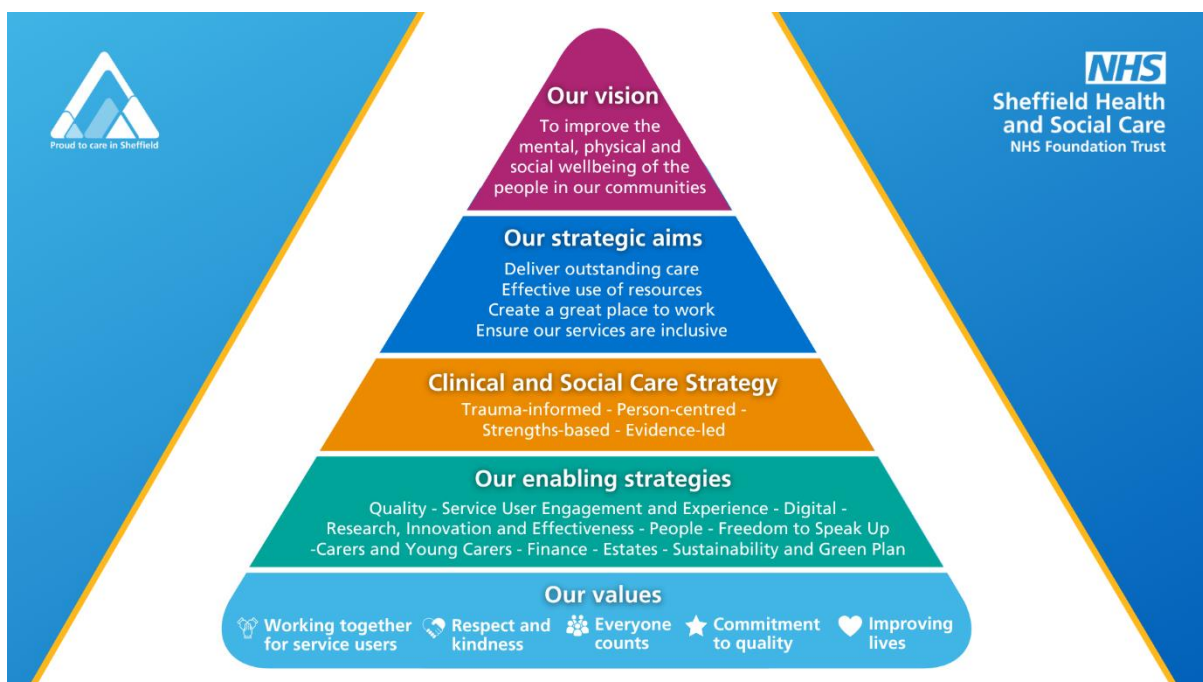 Proud to care in Sheffield
NHS
Sheffield Health
and Social Care
NHS Foundation Trust
Our vision
To improve the
mental, physical and
social wellbeing of the
people in our communities
Our strategic aims
Deliver outstanding care
Effective use of resources
Create a great place to work
Ensure our services are inclusive
Clinical and Social Care Strategy
Trauma-informed - Person-centred -
Strengths-based - Evidence-led
Our enabling strategies
Quality - Service User Engagement and Experience - Digital -
Research, Innovation and Effectiveness - People - Freedom to Speak Up
-Carers and Young Carers - Finance - Estates - Sustainability and Green Plan
Our values
Working together
for service users
Respect and
kindness
Everyone
counts
Commitment
to quality
Improving
lives